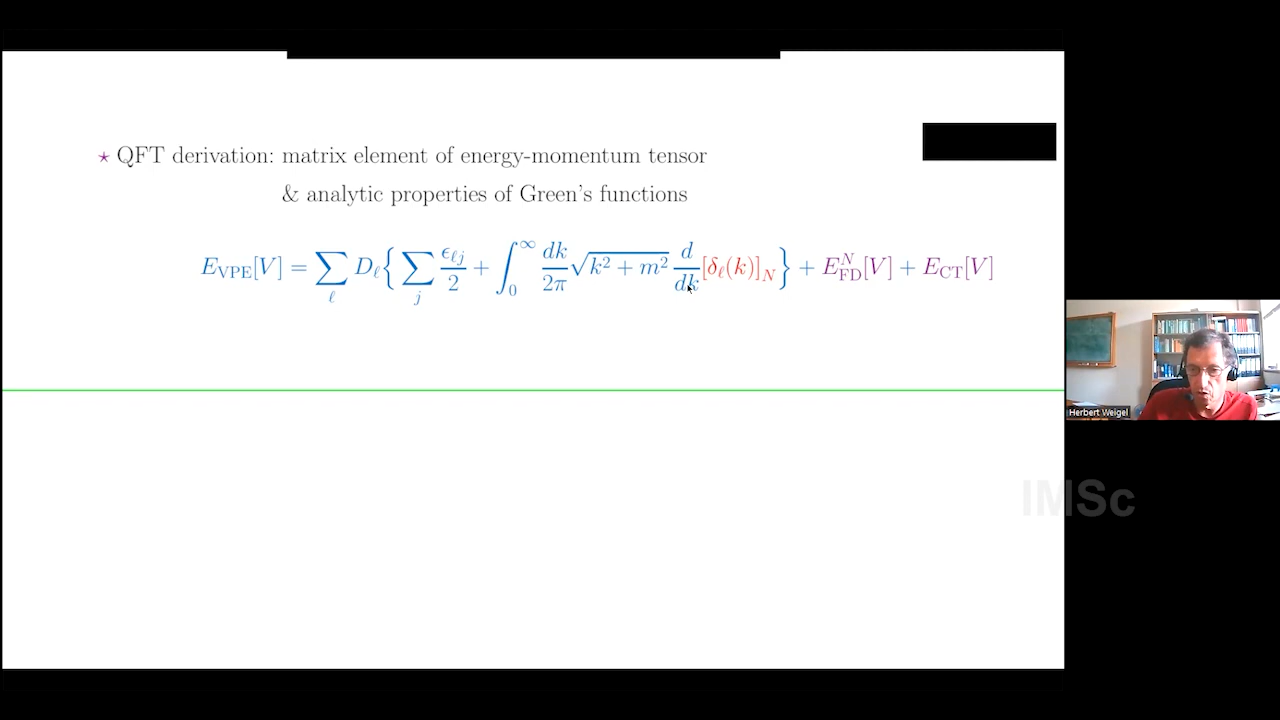 ⋆ QFT derivation: matrix element of energy-momentum tensor
& analytic properties of Green's functions
E_VPE[V] = ∑_ℓ D_ℓ { ∑_j ϵ_ℓj/2 + ∫_0^∞ dk/2π √(k² + m²) d/dk [δ_ℓ(k)]_N } + E_FD^N[V] + E_CT[V]
Herbert Weigel
IMSc